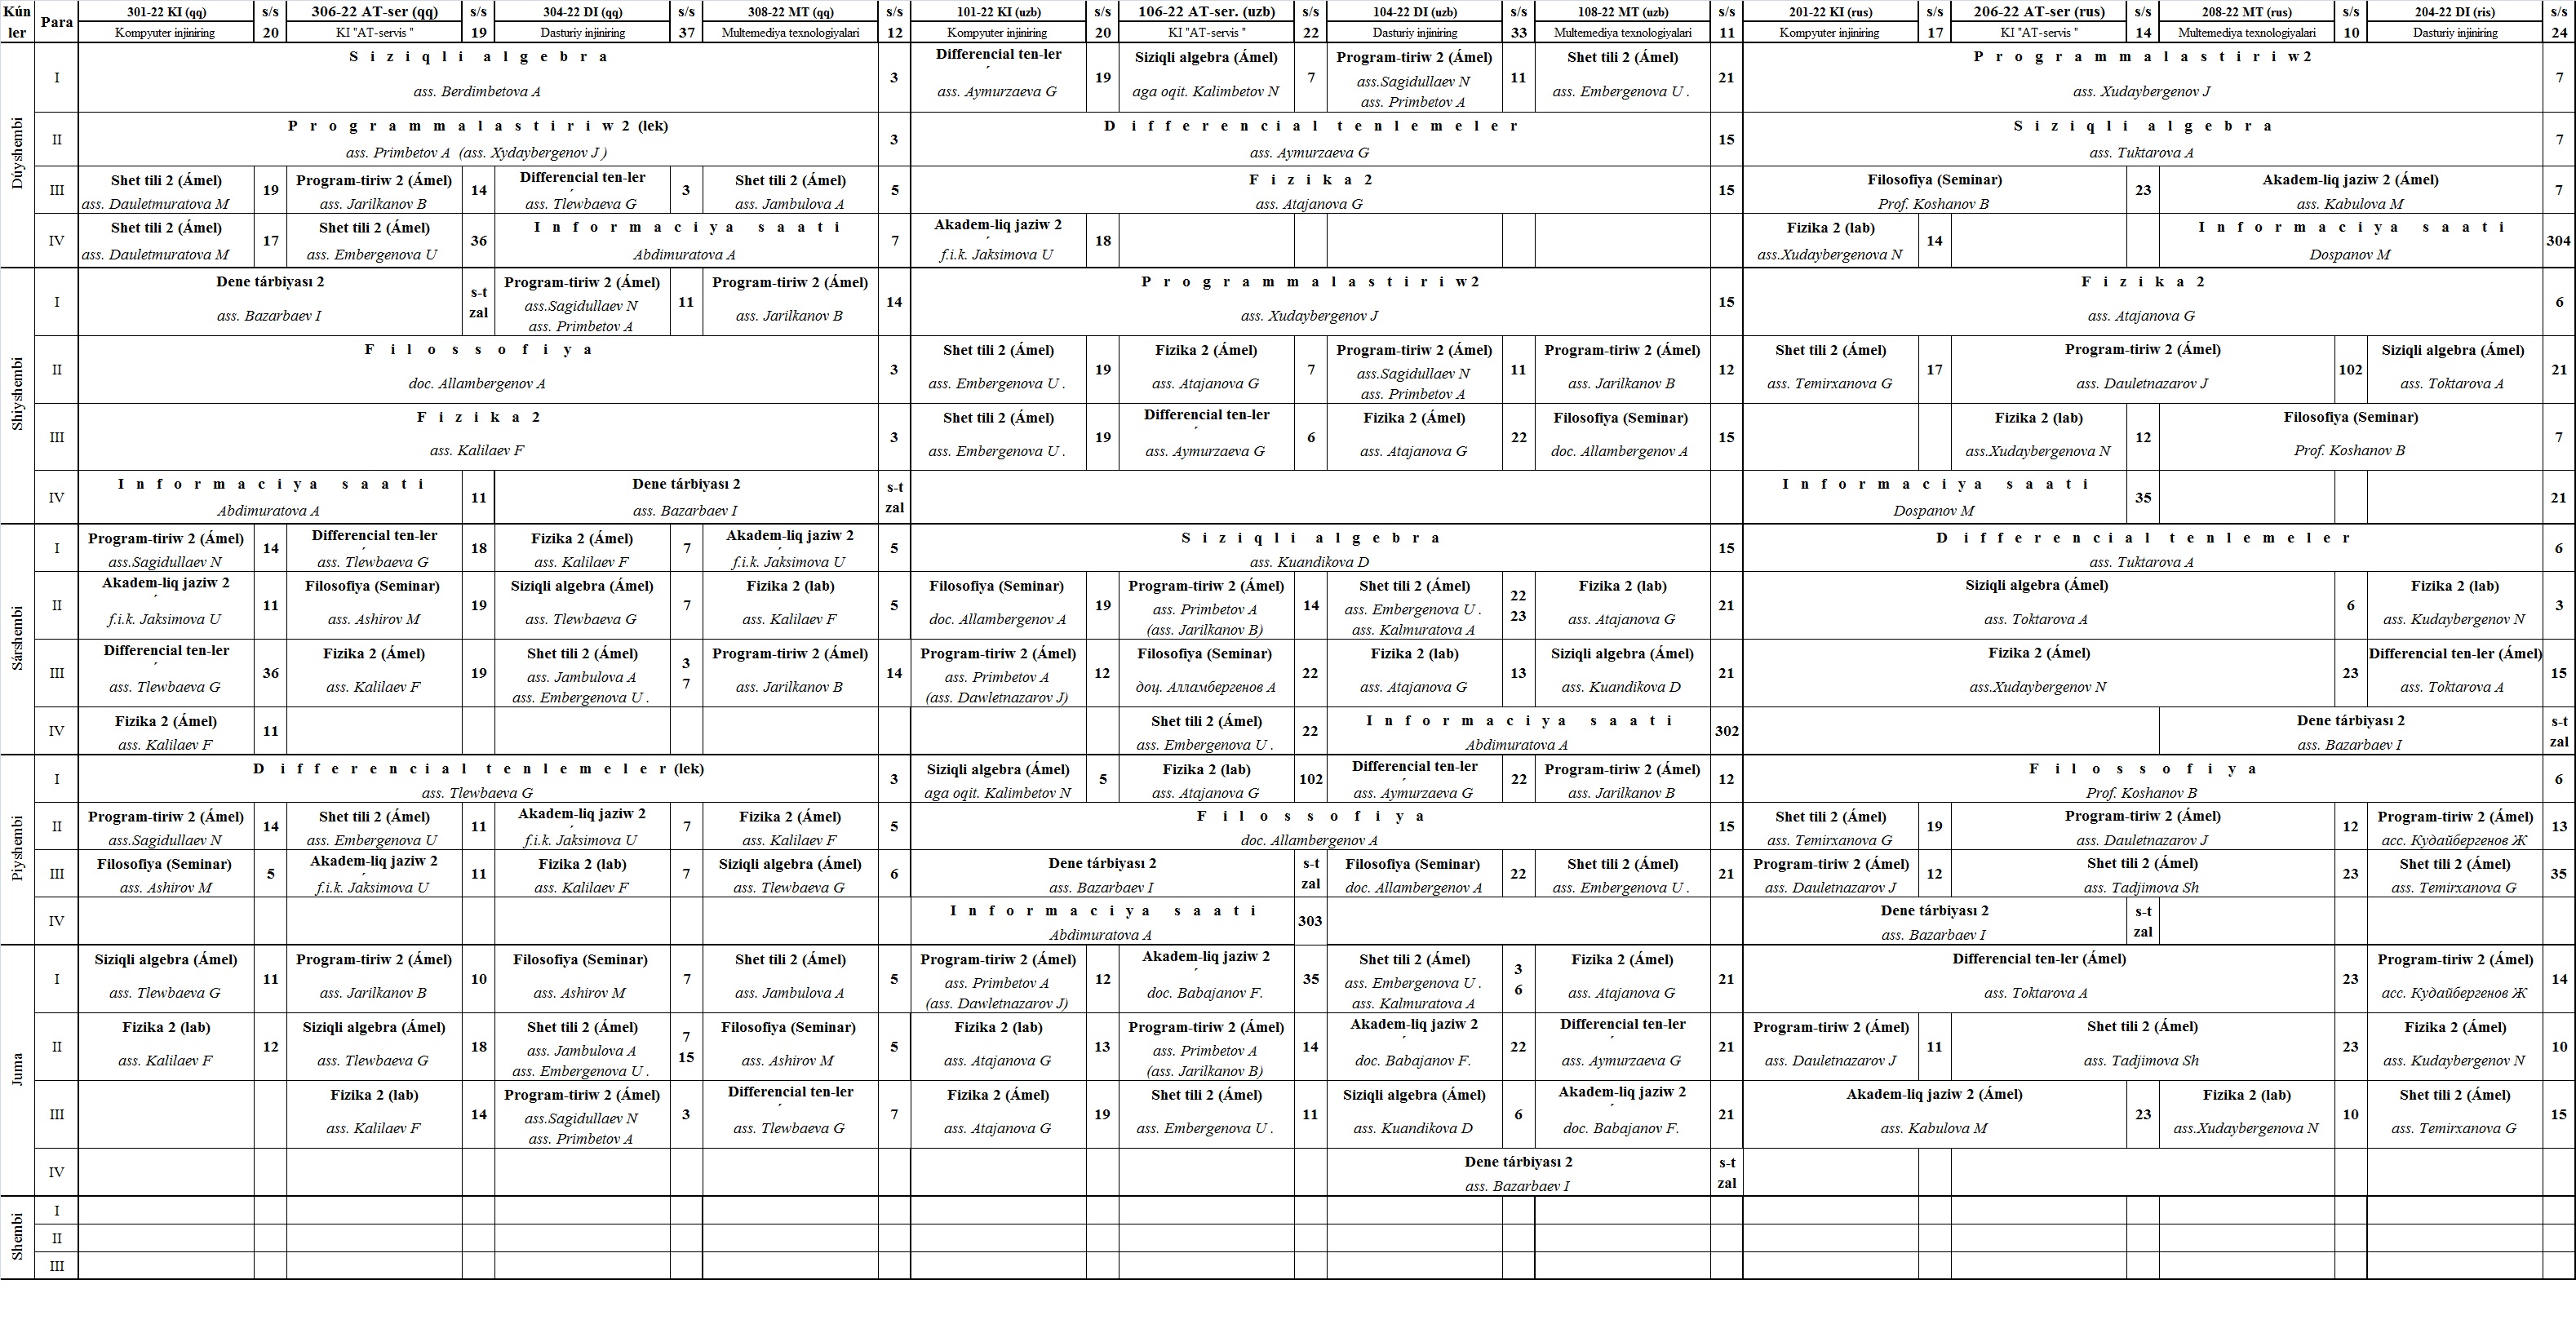 Kún Para 301-22 KI (qq) s/s 306-22 AT-ser (qq) s/s 304-22 DI (qq) s/s 308-22 MT (qq) s/s 101-22 KI (uzb) s/s 106-22 AT-ser. (uzb) s/s 104-22 DI (uzb) s/s 108-22 MT (uzb) s/s 201-22 KI (rus) s/s 206-22 AT-ser (rus) s/s 208-22 MT (rus) s/s 204-22 DI (ris) s/s
ler Kompyuter injiniring 20 KI "AT-servis " 19 Dasturiy injiniring 37 Multemediya texnologiyalari 12 Kompyuter injiniring 20 KI "AT-servis " 22 Dasturiy injiniring 33 Multemediya texnologiyalari 11 Kompyuter injiniring 17 KI "AT-servis " 14 Multemediya texnologiyalari 10 Dasturiy injiniring 24
Dúyshembi
I
Siziqli algebra
ass. Berdimbetova A
3
Differencial ten-ler
ass. Aymurzaeva G
19
Siziqli algebra (Ámel)
aga oqit. Kalimbetov N
7
Program-tiriw 2 (Ámel)
ass.Sagidullaev N
ass. Primbetov A
11
Shet tili 2 (Ámel)
ass. Embergenova U .
21
Programmalastiriw2
ass. Xudaybergenov J
7
II
Programmalastiriw2 (lek)
ass. Primbetov A (ass. Xydaybergenov J )
3
Differencial tenlemeler
ass. Aymurzaeva G
15
Siziqli algebra
ass. Tuktarova A
7
III
Shet tili 2 (Ámel)
ass. Dauletmuratova M
19
Program-tiriw 2 (Ámel)
ass. Jarilkanov B
14
Differencial ten-ler
ass. Tlewbaeva G
3
Shet tili 2 (Ámel)
ass. Jambulova A
5
Fizika2
ass. Atajanova G
15
Filosofiya (Seminar)
Prof. Koshanov B
23
Akadem-liq jaziw 2 (Ámel)
ass. Kabulova M
7
IV
Shet tili 2 (Ámel)
ass. Dauletmuratova M
17
Shet tili 2 (Ámel)
ass. Embergenova U
36
Informaciya saati
Abdimuratova A
7
Akadem-liq jaziw 2
f.i.k. Jaksimova U
18
Fizika 2 (lab)
ass.Xudaybergenova N
14
Informaciya saati
Dospanov M
304
Shiyshembi
I
Dene tárbiyası 2
ass. Bazarbaev I
s-t
zal
Program-tiriw 2 (Ámel)
ass.Sagidullaev N
ass. Primbetov A
11
Program-tiriw 2 (Ámel)
ass. Jarilkanov B
14
Programmalastiriw2
ass. Xudaybergenov J
15
Fizika2
ass. Atajanova G
6
II
Filossofiya
doc. Allambergenov A
3
Shet tili 2 (Ámel)
ass. Embergenova U .
19
Fizika 2 (Ámel)
ass. Atajanova G
7
Program-tiriw 2 (Ámel)
ass.Sagidullaev N
ass. Primbetov A
11
Program-tiriw 2 (Ámel)
ass. Jarilkanov B
12
Shet tili 2 (Ámel)
ass. Temirxanova G
17
Program-tiriw 2 (Ámel)
ass. Dauletnazarov J
102
Siziqli algebra (Ámel)
ass. Toktarova A
21
III
Fizika2
ass. Kalilaev F
3
Shet tili 2 (Ámel)
ass. Embergenova U .
19
Differencial ten-ler
ass. Aymurzaeva G
6
Fizika 2 (Ámel)
ass. Atajanova G
22
Filosofiya (Seminar)
doc. Allambergenov A
15
Fizika 2 (lab)
ass.Xudaybergenova N
12
Filosofiya (Seminar)
Prof. Koshanov B
7
IV
Informaciya saati
Abdimuratova A
11
Dene tárbiyası 2
ass. Bazarbaev I
s-t
zal
Informaciya saati
Dospanov M
35
21
Sárshembi
I
Program-tiriw 2 (Ámel)
ass.Sagidullaev N
14
Differencial ten-ler
ass. Tlewbaeva G
18
Fizika 2 (Ámel)
ass. Kalilaev F
7
Akadem-liq jaziw 2
f.i.k. Jaksimova U
5
Siziqli algebra
ass. Kuandikova D
15
Differencial tenlemeler
ass. Tuktarova A
6
II
Akadem-liq jaziw 2
f.i.k. Jaksimova U
11
Filosofiya (Seminar)
ass. Ashirov M
19
Siziqli algebra (Ámel)
ass. Tlewbaeva G
7
Fizika 2 (lab)
ass. Kalilaev F
5
Filosofiya (Seminar)
doc. Allambergenov A
19
Program-tiriw 2 (Ámel)
ass. Primbetov A
(ass. Jarilkanov B)
14
Shet tili 2 (Ámel)
ass. Embergenova U .
ass. Kalmuratova A
22
23
Fizika 2 (lab)
ass. Atajanova G
21
Siziqli algebra (Ámel)
ass. Toktarova A
6
Fizika 2 (lab)
ass. Kudaybergenov N
3
III
Differencial ten-ler
ass. Tlewbaeva G
36
Fizika 2 (Ámel)
ass. Kalilaev F
19
Shet tili 2 (Ámel)
ass. Jambulova A
ass. Embergenova U .
3
7
Program-tiriw 2 (Ámel)
ass. Jarilkanov B
14
Program-tiriw 2 (Ámel)
ass. Primbetov A
(ass. Dawletnazarov J)
12
Filosofiya (Seminar)
доц. Алламбергенов А
22
Fizika 2 (lab)
ass. Atajanova G
13
Siziqli algebra (Ámel)
ass. Kuandikova D
21
Fizika 2 (Ámel)
ass.Xudaybergenov N
23
Differencial ten-ler (Ámel)
ass. Toktarova A
15
IV
Fizika 2 (Ámel)
ass. Kalilaev F
11
Shet tili 2 (Ámel)
ass. Embergenova U .
22
Informaciya saati
Abdimuratova A
302
Dene tárbiyası 2
ass. Bazarbaev I
s-t
zal
Piyshembi
I
Differencial tenlemeler (lek)
ass. Tlewbaeva G
3
Siziqli algebra (Ámel)
aga oqit. Kalimbetov N
5
Fizika 2 (lab)
ass. Atajanova G
102
Differencial ten-ler
ass. Aymurzaeva G
22
Program-tiriw 2 (Ámel)
ass. Jarilkanov B
12
Filossofiya
Prof. Koshanov B
6
II
Program-tiriw 2 (Ámel)
ass.Sagidullaev N
14
Shet tili 2 (Ámel)
ass. Embergenova U
11
Akadem-liq jaziw 2
f.i.k. Jaksimova U
7
Fizika 2 (Ámel)
ass. Kalilaev F
5
Filossofiya
doc. Allambergenov A
15
Shet tili 2 (Ámel)
ass. Temirxanova G
19
Program-tiriw 2 (Ámel)
ass. Dauletnazarov J
12
Program-tiriw 2 (Ámel)
асс. Кудайбергенов Ж
13
III
Filosofiya (Seminar)
ass. Ashirov M
5
Akadem-liq jaziw 2
f.i.k. Jaksimova U
11
Fizika 2 (lab)
ass. Kalilaev F
7
Siziqli algebra (Ámel)
ass. Tlewbaeva G
6
Dene tárbiyası 2
ass. Bazarbaev I
s-t
zal
Filosofiya (Seminar)
doc. Allambergenov A
22
Shet tili 2 (Ámel)
ass. Embergenova U .
21
Program-tiriw 2 (Ámel)
ass. Dauletnazarov J
12
Shet tili 2 (Ámel)
ass. Tadjimova Sh
23
Shet tili 2 (Ámel)
ass. Temirxanova G
35
IV
Informaciya saati
Abdimuratova A
303
Dene tárbiyası 2
ass. Bazarbaev I
s-t
zal
Juma
I
Siziqli algebra (Ámel)
ass. Tlewbaeva G
11
Program-tiriw 2 (Ámel)
ass. Jarilkanov B
10
Filosofiya (Seminar)
ass. Ashirov M
7
Shet tili 2 (Ámel)
ass. Jambulova A
5
Program-tiriw 2 (Ámel)
ass. Primbetov A
(ass. Dawletnazarov J)
12
Akadem-liq jaziw 2
doc. Babajanov F.
35
Shet tili 2 (Ámel)
ass. Embergenova U .
ass. Kalmuratova A
3
6
Fizika 2 (Ámel)
ass. Atajanova G
21
Differencial ten-ler (Ámel)
ass. Toktarova A
23
Program-tiriw 2 (Ámel)
асс. Кудайбергенов Ж
14
II
Fizika 2 (lab)
ass. Kalilaev F
12
Siziqli algebra (Ámel)
ass. Tlewbaeva G
18
Shet tili 2 (Ámel)
ass. Jambulova A
ass. Embergenova U .
7
15
Filosofiya (Seminar)
ass. Ashirov M
5
Fizika 2 (lab)
ass. Atajanova G
13
Program-tiriw 2 (Ámel)
ass. Primbetov A
(ass. Jarilkanov B)
14
Akadem-liq jaziw 2
doc. Babajanov F.
22
Differencial ten-ler
ass. Aymurzaeva G
21
Program-tiriw 2 (Ámel)
ass. Dauletnazarov J
11
Shet tili 2 (Ámel)
ass. Tadjimova Sh
23
Fizika 2 (Ámel)
ass. Kudaybergenov N
10
III
Fizika 2 (lab)
ass. Kalilaev F
14
Program-tiriw 2 (Ámel)
ass.Sagidullaev N
ass. Primbetov A
3
Differencial ten-ler
ass. Tlewbaeva G
7
Fizika 2 (Ámel)
ass. Atajanova G
19
Shet tili 2 (Ámel)
ass. Embergenova U .
11
Siziqli algebra (Ámel)
ass. Kuandikova D
6
Akadem-liq jaziw 2
doc. Babajanov F.
21
Akadem-liq jaziw 2 (Ámel)
ass. Kabulova M
23
Fizika 2 (lab)
ass.Xudaybergenova N
10
Shet tili 2 (Ámel)
ass. Temirxanova G
15
IV
Dene tárbiyası 2
ass. Bazarbaev I
s-t
zal
Shembi
I
II
III